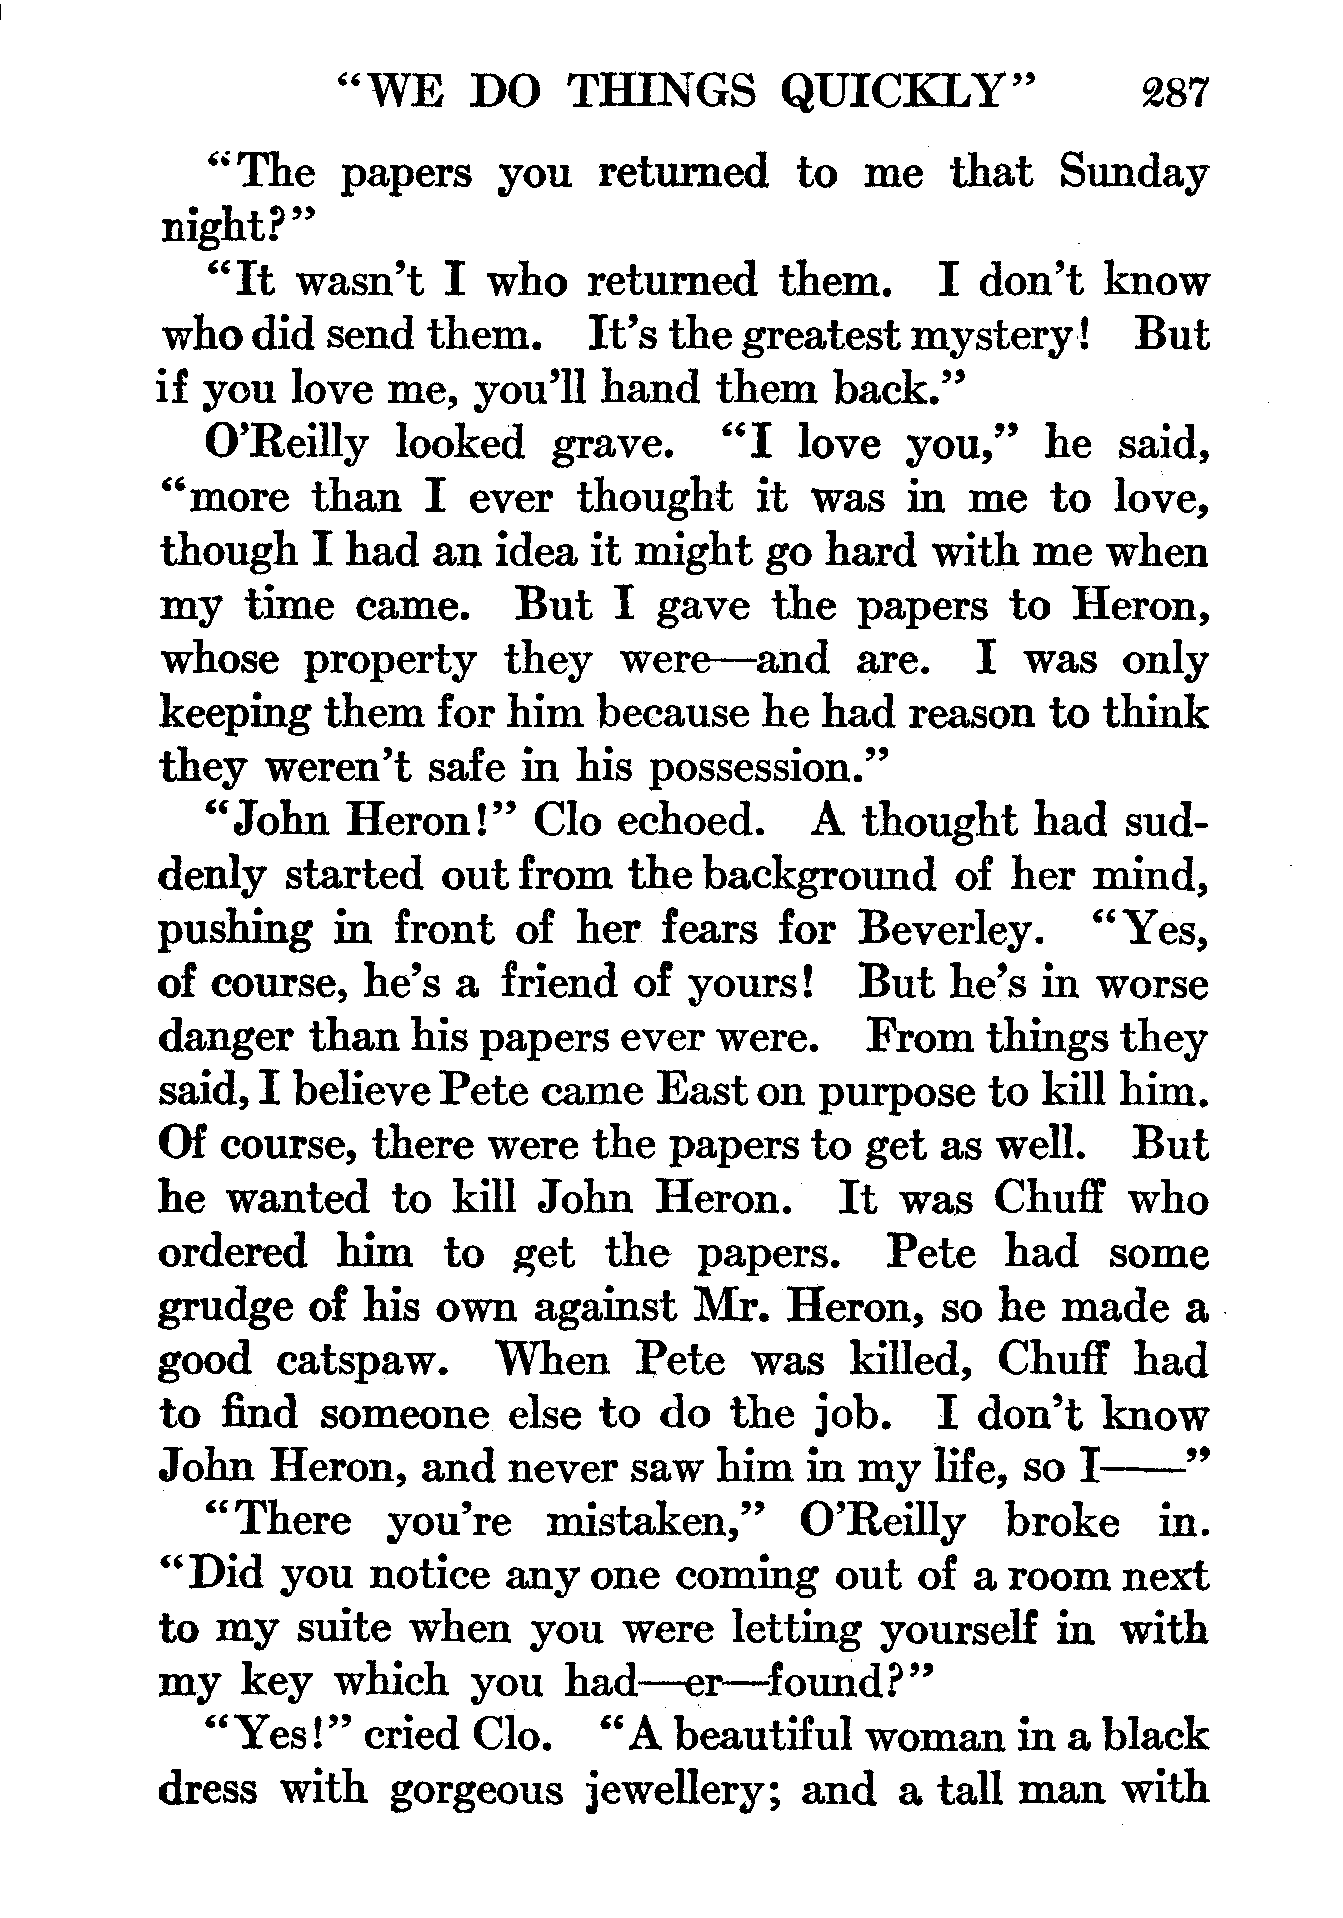 “WE DO THINGS QUICKLY” 287
“The papers you returned to me that Sunday
night?”
“It wasn’t I who returned them. I don’t know
who did send them. It’s the greatest mystery! But
if you love me, you’ll hand them back.”
O’Reilly looked grave. “I love you,” he said,
“more than I ever thought it was in me to love,
though I had an idea it might go hard with me when
my time came. But I gave the papers to Heron,
whose property they were—and are. I was only
keeping them for him because he had reason to think
they weren’t safe in his possession.”
“John Heron!” Clo echoed. A thought had sud-
denly started out from the background of her mind,
pushing in front of her fears for Beverley. “Yes,
of course, he’s a friend of yours! But he’s in worse
danger than his papers ever were. From things they
said, I believe Pete came East on purpose to kill him.
Of course, there were the papers to get as well. But
he wanted to kill John Heron. It was Chuff who
ordered him to get the papers. Pete had some
grudge of his own against Mr. Heron, so he made a
good catspaw. When Pete was killed, Chuff had
to find someone else to do the job. I don’t know
John Heron, and never saw him in my life, so I——”
“There you’re mistaken,” O’Reilly broke in.
“Did you notice any one coming out of a room next
to my suite when you were letting yourself in with
my key which you had—er—found?”
“Yes!” cried Clo. “A beautiful woman in a black
dress with gorgeous jewellery; and a tall man with